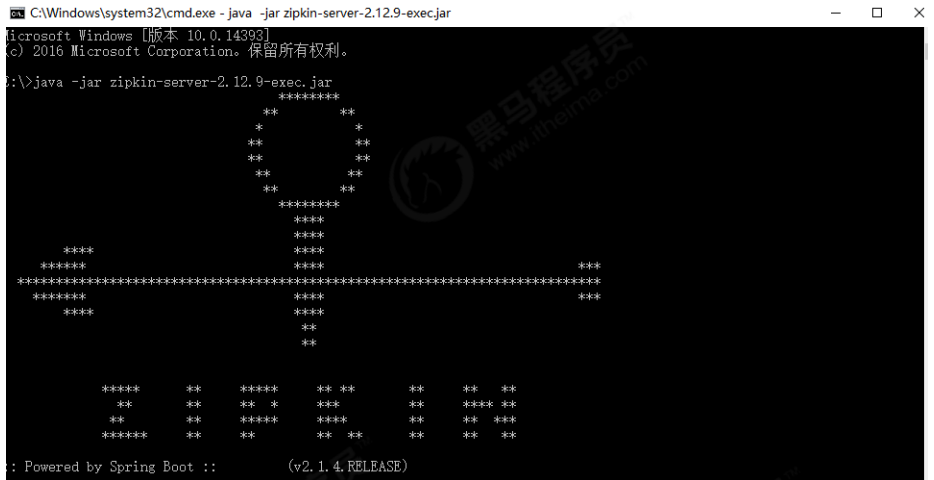 C:\Windows\system32\cmd.exe - java -jar zipkin-server-2.12.9-exec.jar
Microsoft Windows [版本 10.0.14393]
(c) 2016 Microsoft Corporation。保留所有权利。
E:\>java -jar zipkin-server-2.12.9-exec.jar
黑马程序员
www.itheima.com
ZIPKIN
:: Powered by Spring Boot :: (v2.1.4.RELEASE)